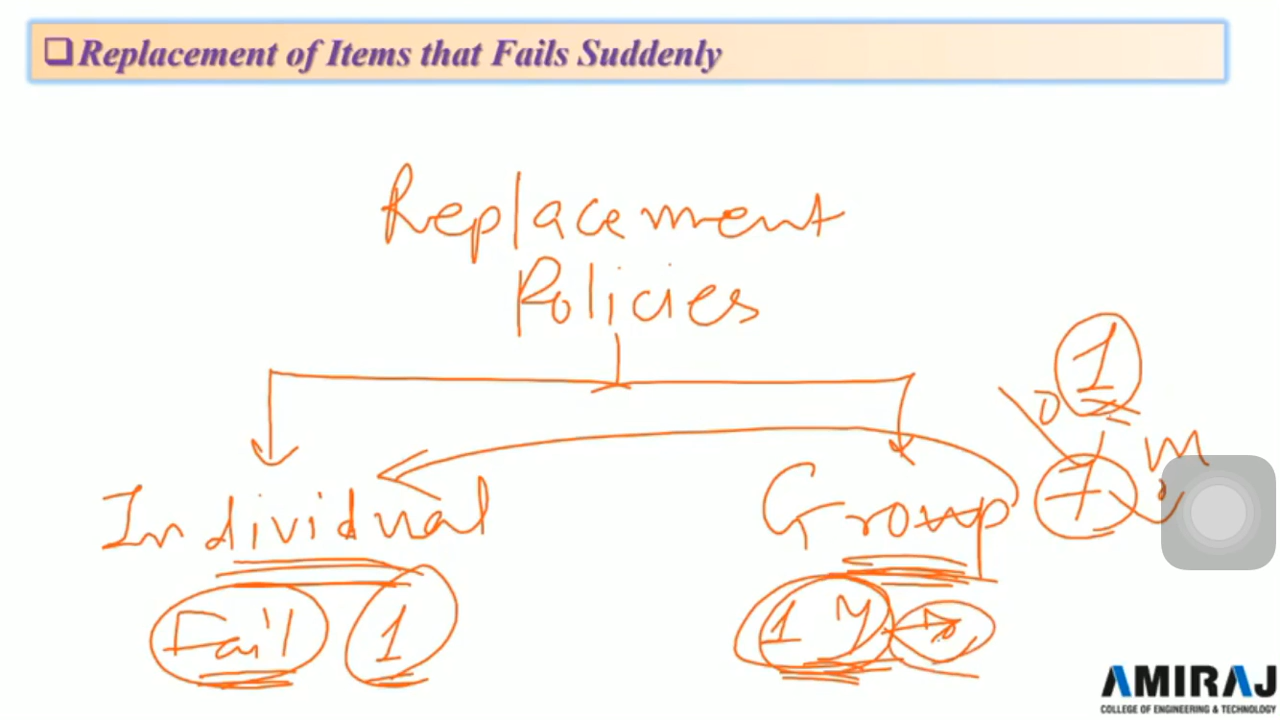 Replacement of Items that Fails Suddenly
Replacement
Policies
1
7
M
Individual
Group
Fail
1
1 Y
AMIRAJ
COLLEGE OF ENGINEERING & TECHNOLOGY